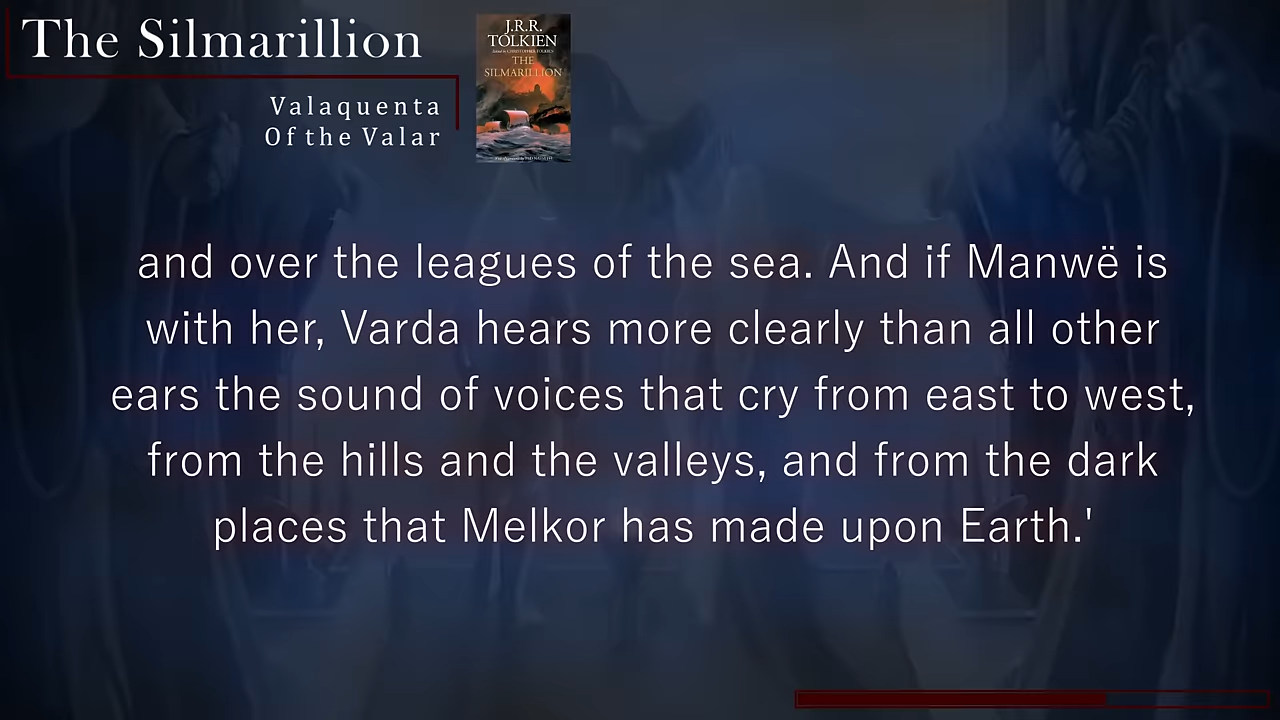 The Silmarillion
Valaquenta
Of the Valar
J.R.R.
TOLKIEN
THE
SILMARILLION
and over the leagues of the sea. And if Manwë is
with her, Varda hears more clearly than all other
ears the sound of voices that cry from east to west,
from the hills and the valleys, and from the dark
places that Melkor has made upon Earth.'